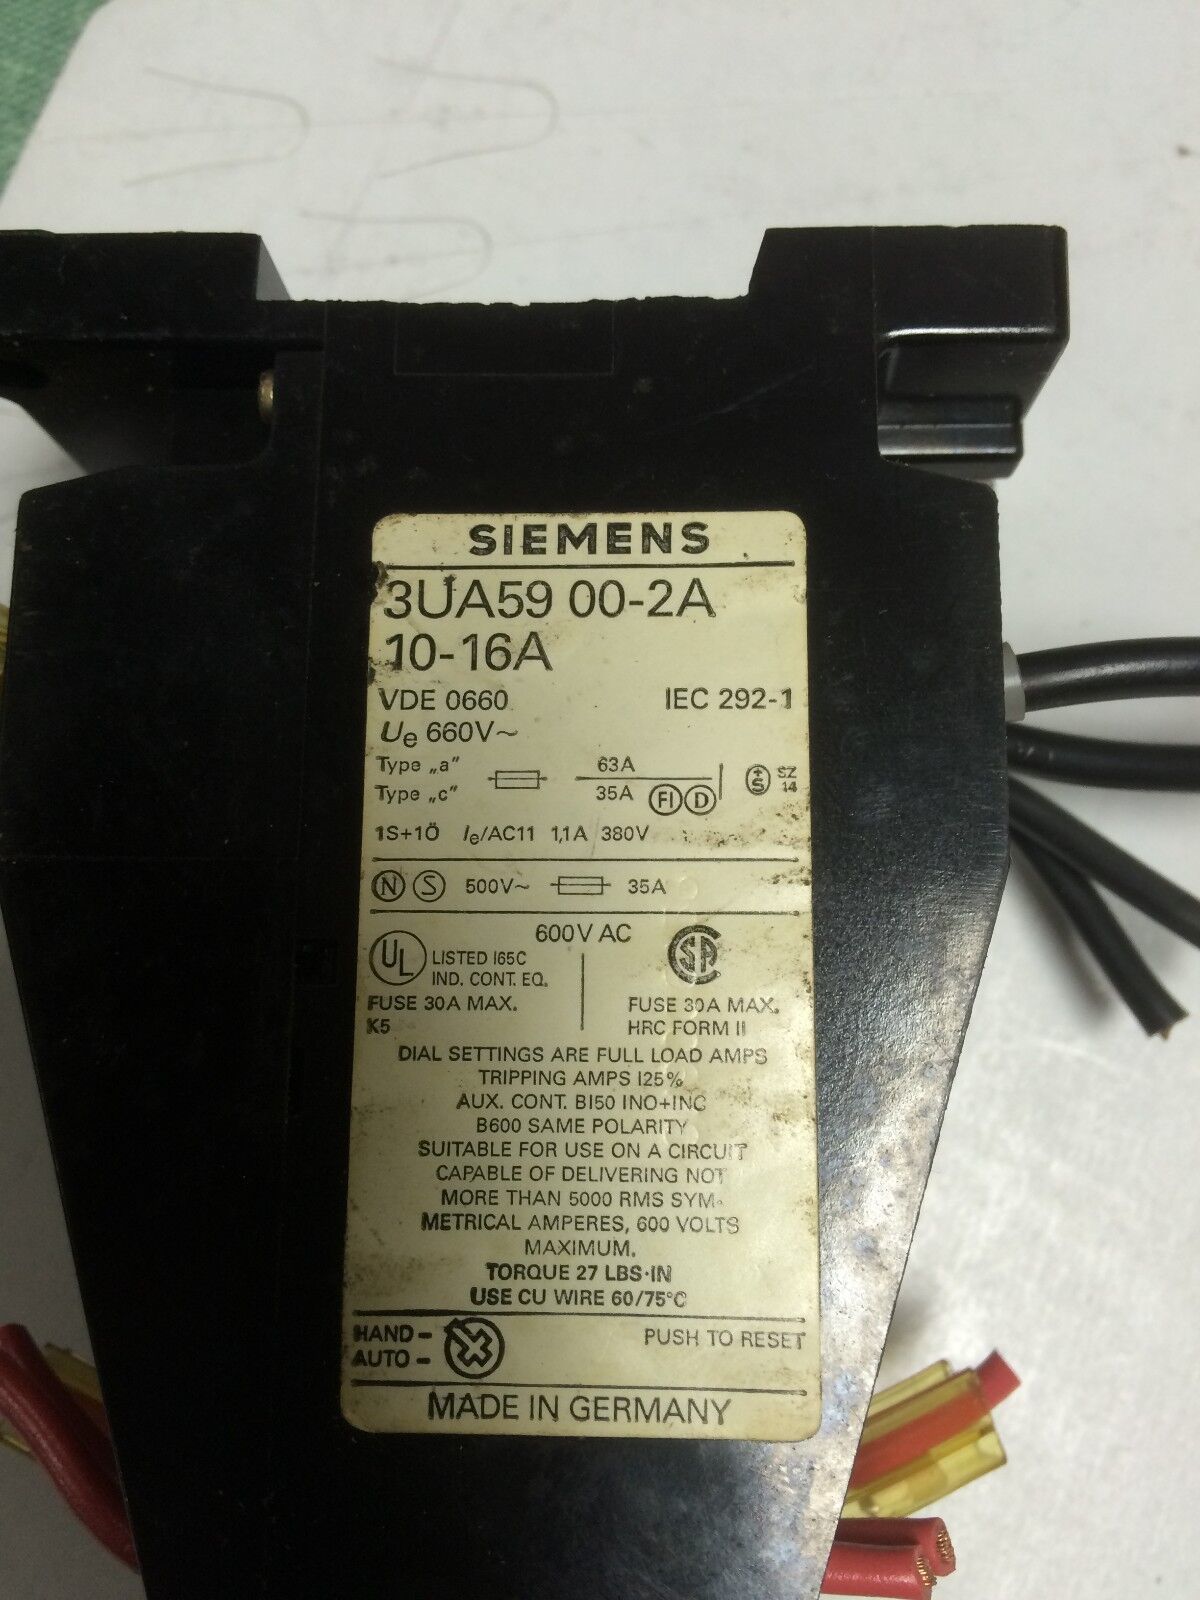 SIEMENS
3UA59 00-2A
10-16A
VDE 0660 IEC 292-1
Ue 660V~
Type „a" 63A
Type „c" 35A FI D
+S SZ 14
1S+1Ö Ie/AC11 1,1A 380V
N S 500V~ 35A
600V AC
UL LISTED I65C
IND. CONT. EQ.
FUSE 30A MAX.
K5
SA
FUSE 30A MAX.
HRC FORM II
DIAL SETTINGS ARE FULL LOAD AMPS
TRIPPING AMPS I25%
AUX. CONT. BI50 INO+INC
B600 SAME POLARITY
SUITABLE FOR USE ON A CIRCUIT
CAPABLE OF DELIVERING NOT
MORE THAN 5000 RMS SYM-
METRICAL AMPERES, 600 VOLTS
MAXIMUM.
TORQUE 27 LBS·IN
USE CU WIRE 60/75°C
HAND -
AUTO -
PUSH TO RESET
MADE IN GERMANY